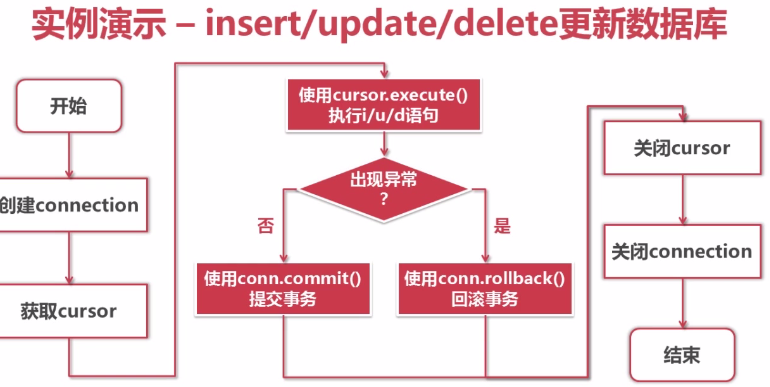 实例演示 – insert/update/delete更新数据库
开始
创建connection
获取cursor
使用cursor.execute()
执行i/u/d语句
出现异常
?
否
是
使用conn.commit()
提交事务
使用conn.rollback()
回滚事务
关闭cursor
关闭connection
结束